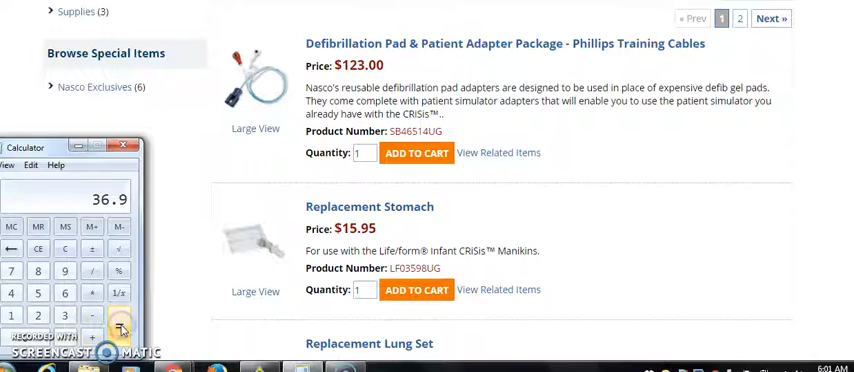 Supplies (3)
Browse Special Items
Nasco Exclusives (6)
« Prev 1 2 Next »
Defibrillation Pad & Patient Adapter Package - Phillips Training Cables
Price: $123.00
Nasco's reusable defibrillation pad adapters are designed to be used in place of expensive defib gel pads.
They come complete with patient simulator adapters that will enable you to use the patient simulator you
already have with the CRiSis™..
Product Number: SB46514UG
Quantity: 1 ADD TO CART View Related Items
Large View
Replacement Stomach
Price: $15.95
For use with the Life/form® Infant CRiSis™ Manikins.
Product Number: LF03598UG
Quantity: 1 ADD TO CART View Related Items
Large View
Replacement Lung Set
Calculator
View Edit Help
36.9
MC MR MS M+ M-
← CE C ± √
7 8 9 / %
4 5 6 * 1/x
1 2 3 - =
+
RECORDED WITH
SCREENCAST MATIC
6:01 AM